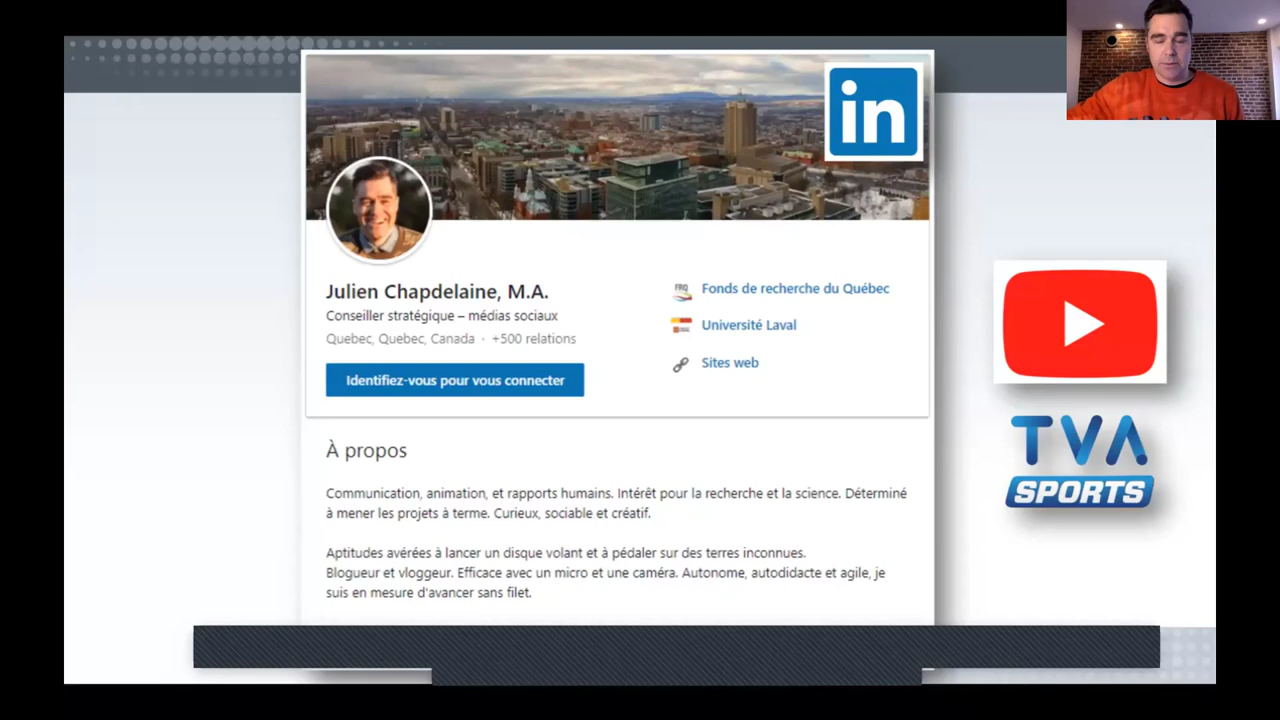 in
Julien Chapdelaine, M.A.
Conseiller stratégique – médias sociaux
Quebec, Quebec, Canada · +500 relations
Identifiez-vous pour vous connecter
FRQ
Fonds de recherche du Québec
Université Laval
Sites web
À propos
Communication, animation, et rapports humains. Intérêt pour la recherche et la science. Déterminé
à mener les projets à terme. Curieux, sociable et créatif.
Aptitudes avérées à lancer un disque volant et à pédaler sur des terres inconnues.
Blogueur et vloggeur. Efficace avec un micro et une caméra. Autonome, autodidacte et agile, je
suis en mesure d'avancer sans filet.
TVA
SPORTS